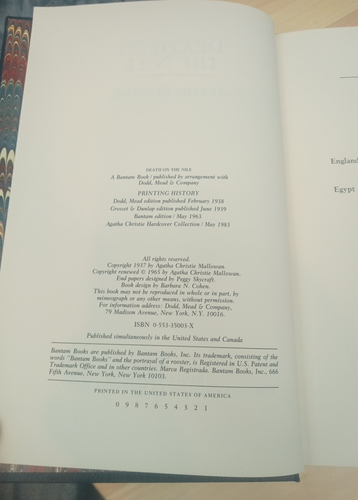 DEATH ON THE NILE
A Bantam Book / published by arrangement with
Dodd, Mead & Company
PRINTING HISTORY
Dodd, Mead edition published February 1938
Grosset & Dunlap edition published June 1939
Bantam edition / May 1963
Agatha Christie Hardcover Collection / May 1983
All rights reserved.
Copyright 1937 by Agatha Christie Mallowan.
Copyright renewed © 1965 by Agatha Christie Mallowan.
End papers designed by Peggy Skycraft.
Book design by Barbara N. Cohen.
This book may not be reproduced in whole or in part, by
mimeograph or any other means, without permission.
For information address: Dodd, Mead & Company,
79 Madison Avenue, New York, N.Y. 10016.
ISBN 0-553-35003-X
Published simultaneously in the United States and Canada
Bantam Books are published by Bantam Books, Inc. Its trademark, consisting of the
words "Bantam Books" and the portrayal of a rooster, is Registered in U.S. Patent and
Trademark Office and in other countries. Marca Registrada. Bantam Books, Inc., 666
Fifth Avenue, New York, New York 10103.
PRINTED IN THE UNITED STATES OF AMERICA
0 9 8 7 6 5 4 3 2 1
England
Egypt